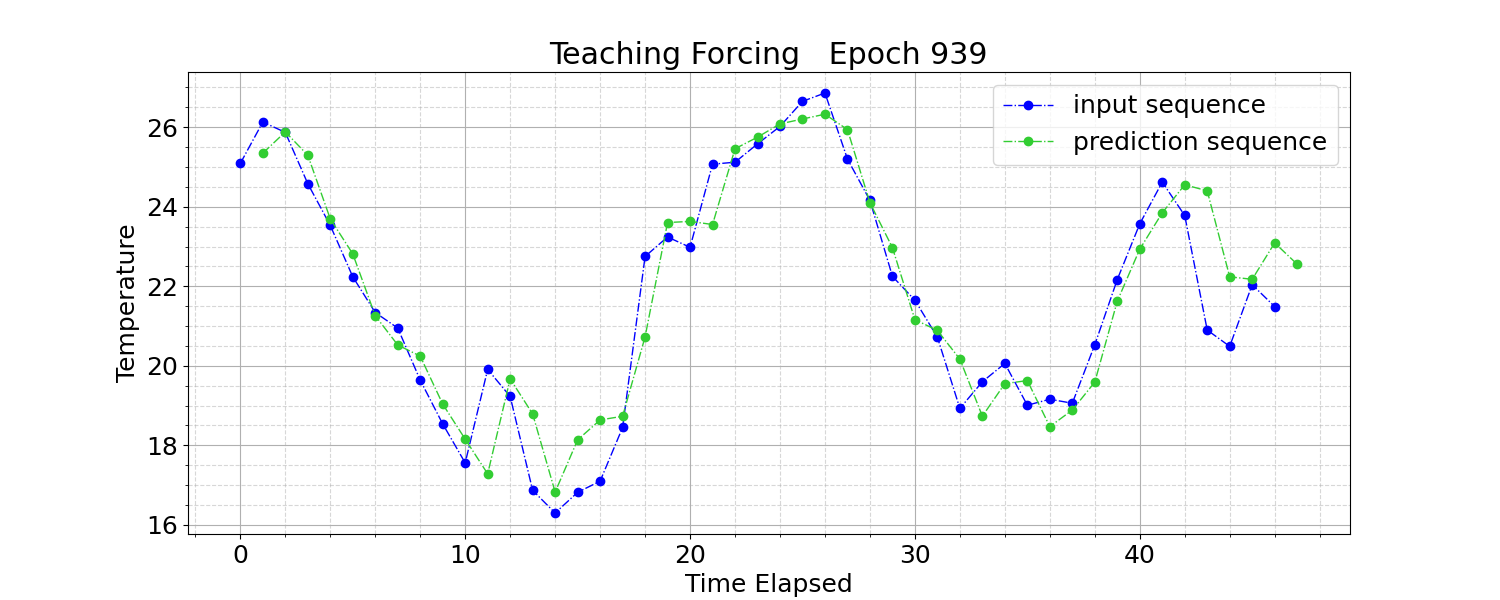 Teaching Forcing   Epoch 939
input sequence
prediction sequence
Temperature
26
24
22
20
18
16
0 10 20 30 40
Time Elapsed